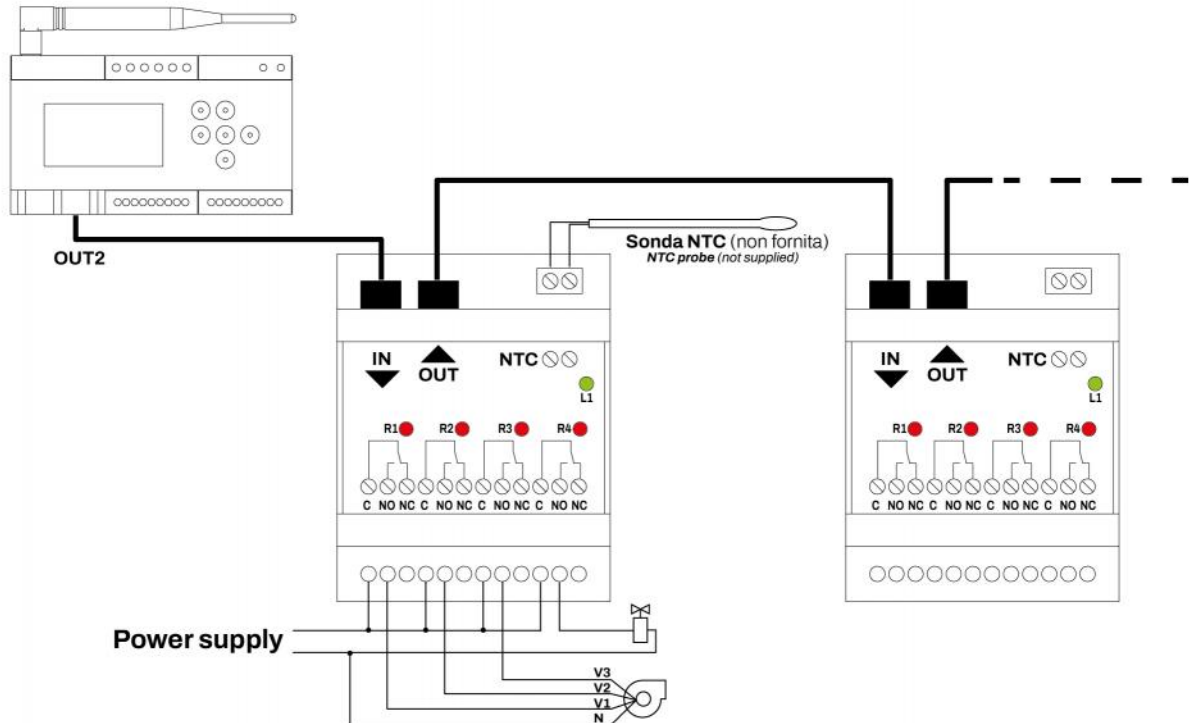 OUT2
Sonda NTC (non fornita)
NTC probe (not supplied)
IN
OUT
NTC
L1
R1 R2 R3 R4
C NO NC C NO NC C NO NC C NO NC
IN
OUT
NTC
L1
R1 R2 R3 R4
C NO NC C NO NC C NO NC C NO NC
Power supply
V3
V2
V1
N